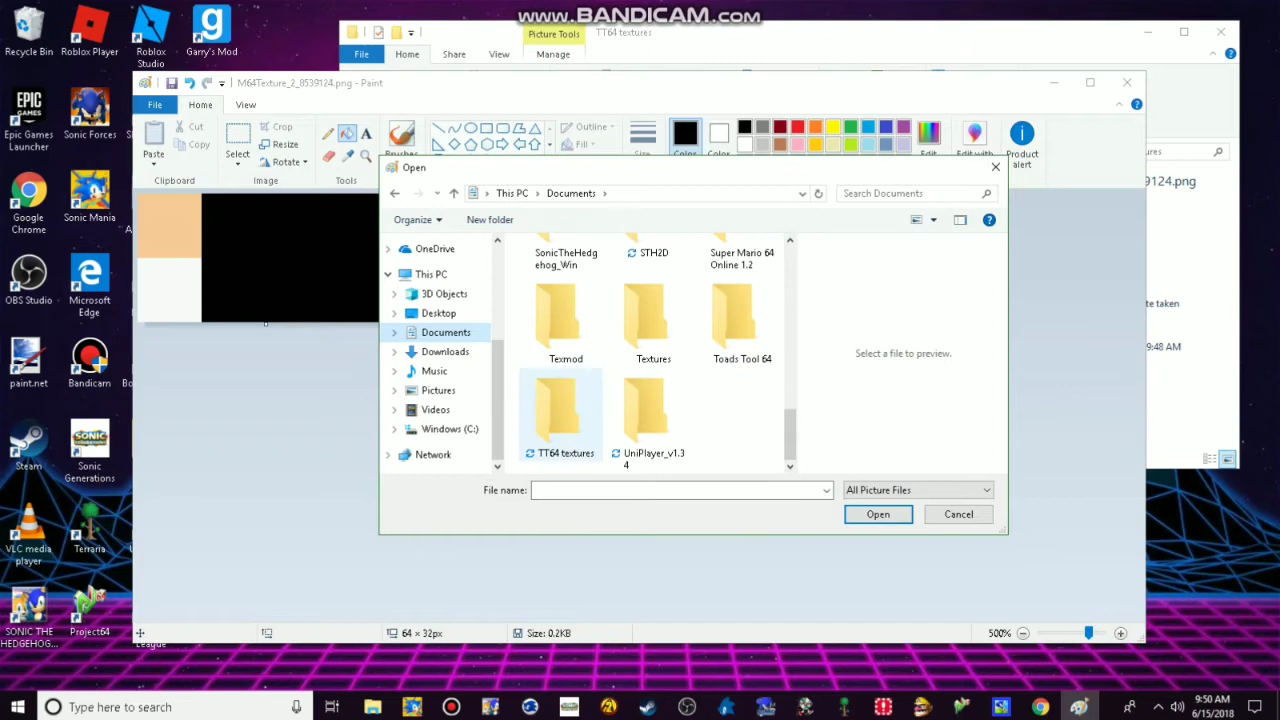 www.BANDICAM.com
Recycle Bin
Roblox Player
Roblox
Studio
Garry's Mod
Epic Games
Launcher
Sonic Forces
Google
Chrome
Sonic Mania
OBS Studio
Microsoft
Edge
paint.net
Bandicam
Steam
Sonic
Generations
VLC media
player
Terraria
SONIC THE
HEDGEHOG...
Project64
League
Picture Tools
TT64 textures
File
Home
Share
View
Manage
M64Texture_2_8539124.png - Paint
File
Home
View
Paste
Cut
Copy
Clipboard
Select
Crop
Resize
Rotate
Image
Tools
Brushes
Outline
Fill
Size
Color
Color
Edit
Edit with
Product
alert
9124.png
9:48 AM
Open
This PC
Documents
Search Documents
Organize
New folder
OneDrive
This PC
3D Objects
Desktop
Documents
Downloads
Music
Pictures
Videos
Windows (C:)
Network
SonicTheHedg
ehog_Win
STH2D
Super Mario 64
Online 1.2
Texmod
Textures
Toads Tool 64
TT64 textures
UniPlayer_v1.3
4
Select a file to preview.
File name:
All Picture Files
Open
Cancel
64 × 32px
Size: 0.2KB
500%
Type here to search
9:50 AM
6/15/2018